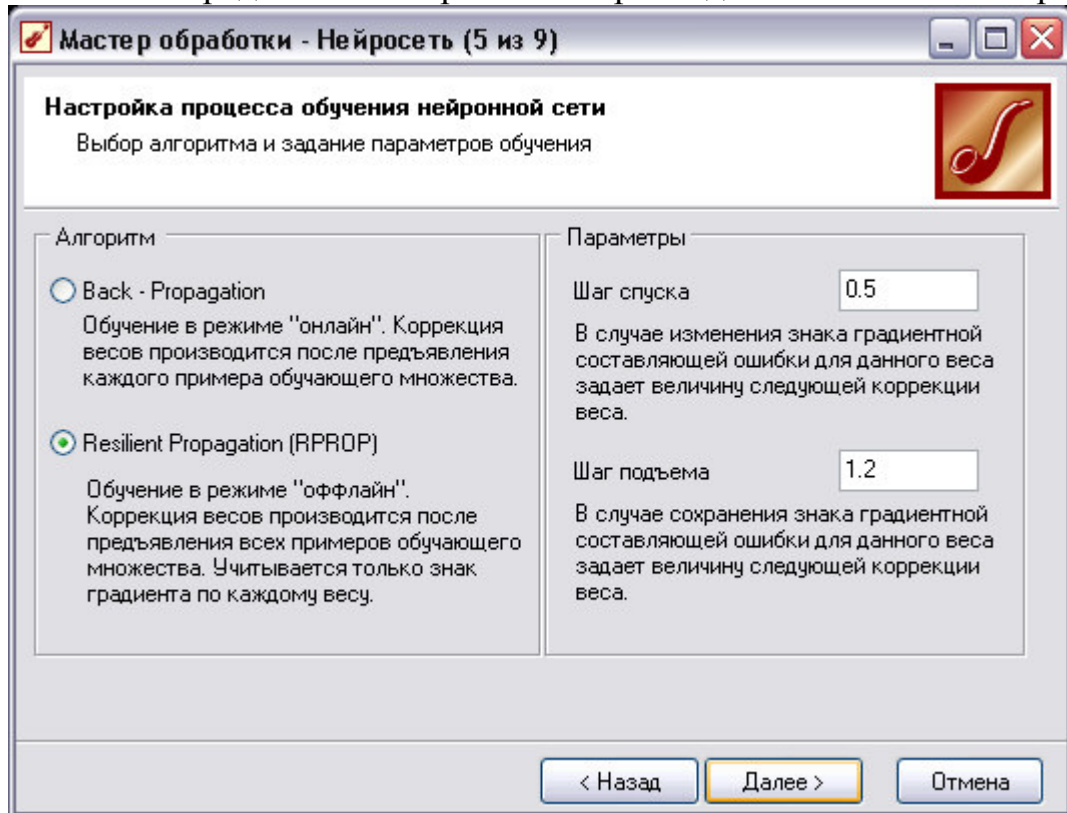 Мастер обработки - Нейросеть (5 из 9)
Настройка процесса обучения нейронной сети
Выбор алгоритма и задание параметров обучения
Алгоритм
Back - Propagation
Обучение в режиме "онлайн". Коррекция
весов производится после предъявления
каждого примера обучающего множества.
Resilient Propagation (RPROP)
Обучение в режиме "оффлайн".
Коррекция весов производится после
предъявления всех примеров обучающего
множества. Учитывается только знак
градиента по каждому весу.
Параметры
Шаг спуска 0.5
В случае изменения знака градиентной
составляющей ошибки для данного веса
задает величину следующей коррекции
веса.
Шаг подъема 1.2
В случае сохранения знака градиентной
составляющей ошибки для данного веса
задает величину следующей коррекции
веса.
< Назад Далее > Отмена